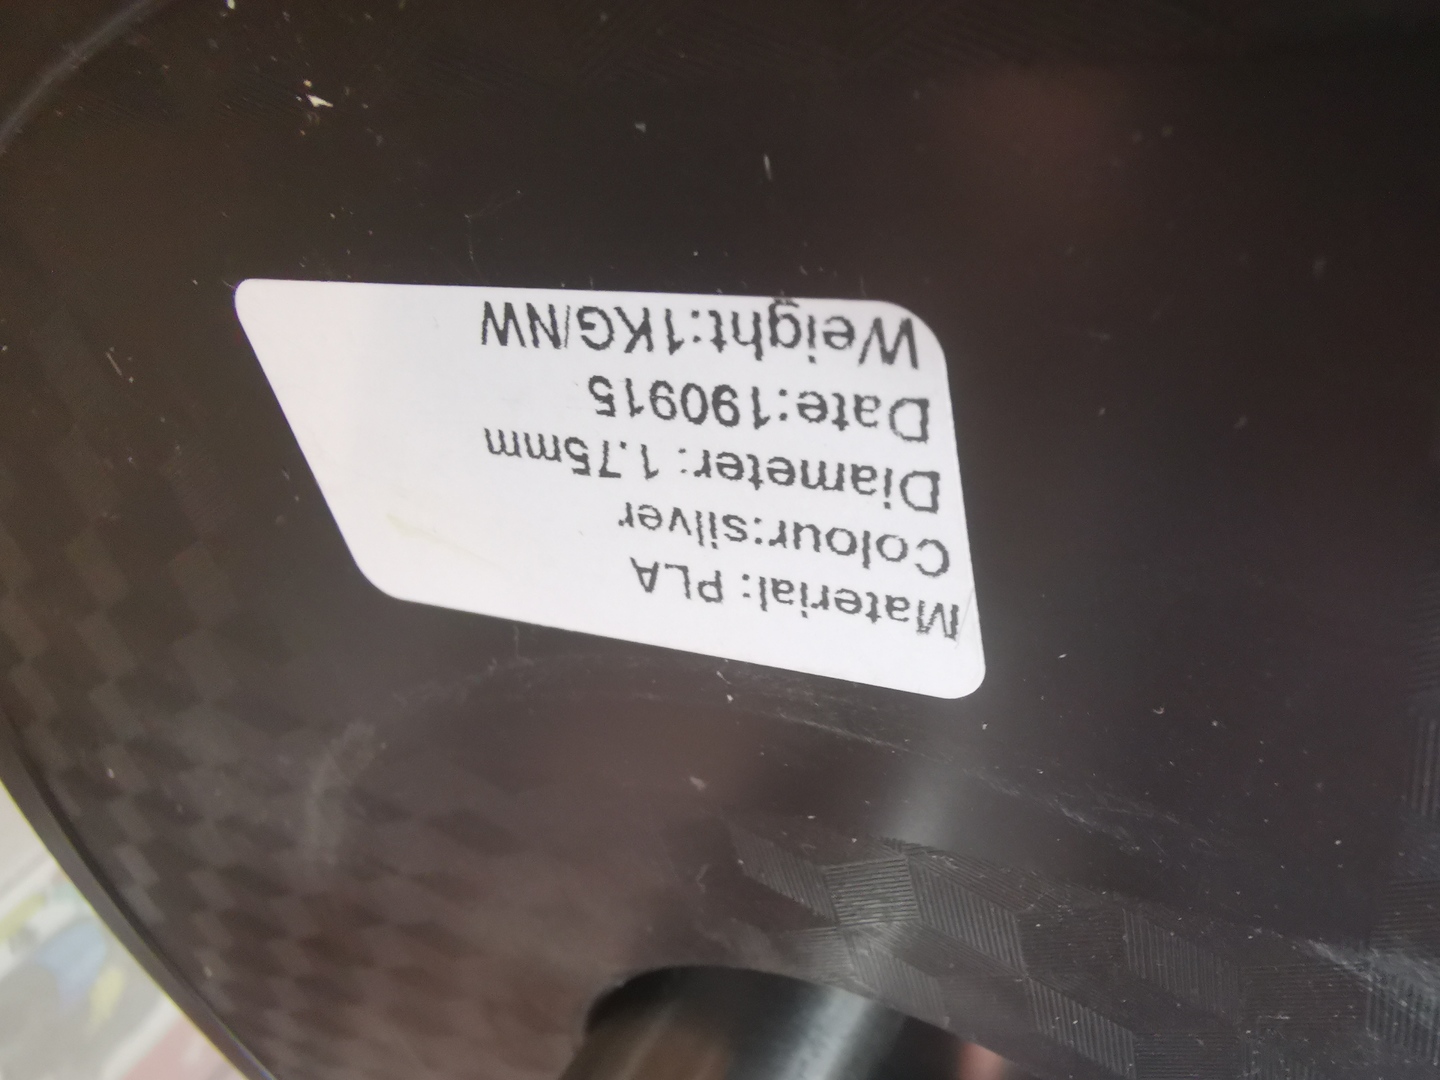 Material: PLA
Colour:silver
Diameter: 1.75mm
Date:190915
Weight:1KG/NW